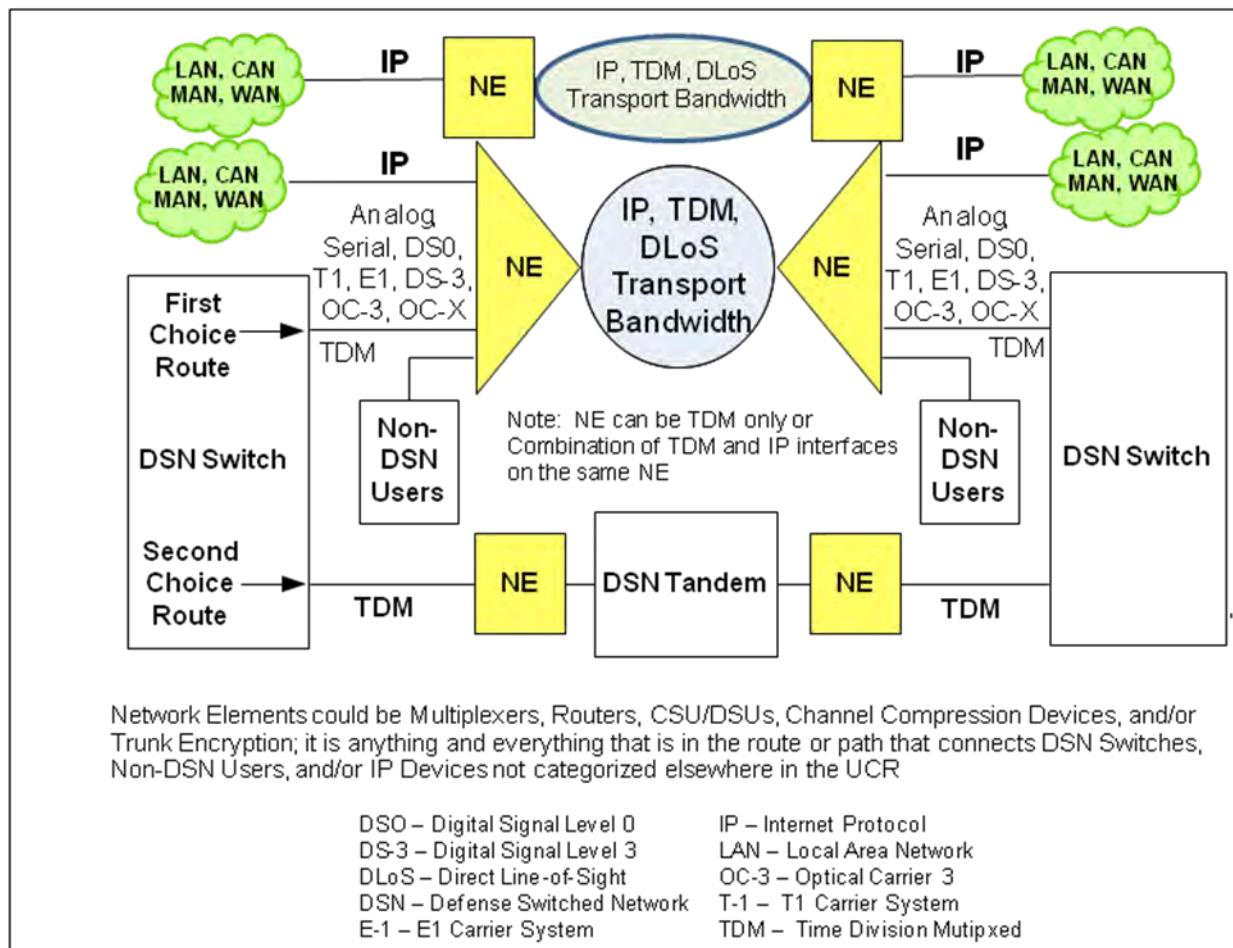 LAN, CAN
MAN, WAN
IP
NE
IP, TDM, DLoS
Transport Bandwidth
NE
IP
LAN, CAN
MAN, WAN
LAN, CAN
MAN, WAN
IP
IP
LAN, CAN
MAN, WAN
Analog
Serial, DS0,
T1, E1, DS-3,
OC-3, OC-X
TDM
NE
IP, TDM,
DLoS
Transport
Bandwidth
NE
Analog
Serial, DS0,
T1, E1, DS-3,
OC-3, OC-X
TDM
First
Choice
Route
DSN Switch
Second
Choice
Route
Non-
DSN
Users
Note: NE can be TDM only or
Combination of TDM and IP interfaces
on the same NE
Non-
DSN
Users
DSN Switch
TDM
NE
DSN Tandem
NE
TDM
Network Elements could be Multiplexers, Routers, CSU/DSUs, Channel Compression Devices, and/or
Trunk Encryption; it is anything and everything that is in the route or path that connects DSN Switches,
Non-DSN Users, and/or IP Devices not categorized elsewhere in the UCR
DSO – Digital Signal Level 0
DS-3 – Digital Signal Level 3
DLoS – Direct Line-of-Sight
DSN – Defense Switched Network
E-1 – E1 Carrier System
IP – Internet Protocol
LAN – Local Area Network
OC-3 – Optical Carrier 3
T-1 – T1 Carrier System
TDM – Time Division Mutipxed